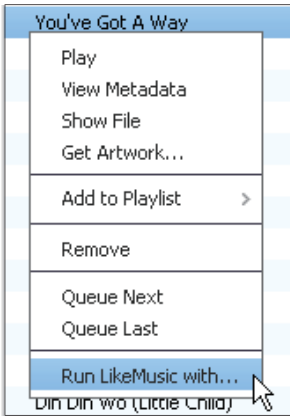 You've Got A Way
Play
View Metadata
Show File
Get Artwork...
Add to Playlist >
Remove
Queue Next
Queue Last
Run LikeMusic with...
Din Din Wo (Little Child)